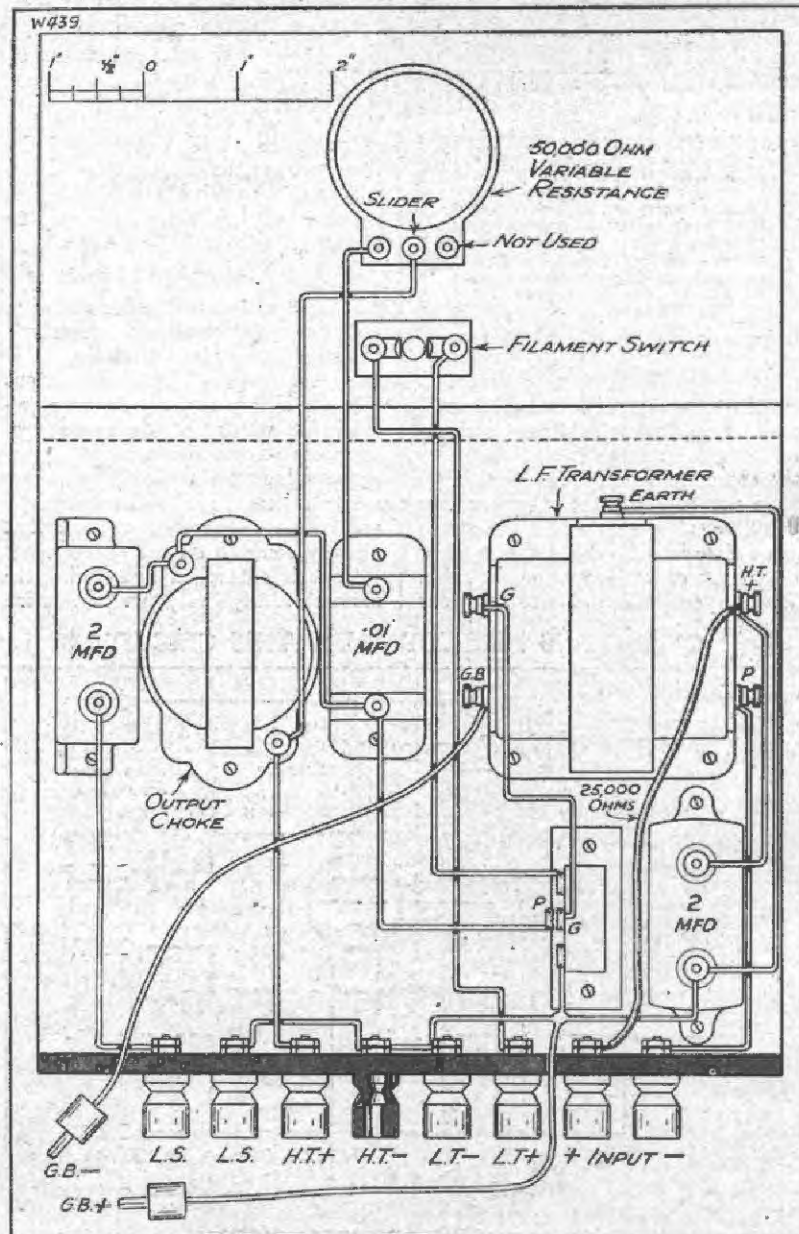 W439
1" ½" 0 1" 2"
50,000 OHM
VARIABLE
RESISTANCE
SLIDER
NOT USED
FILAMENT SWITCH
L.F. TRANSFORMER
EARTH
H.T.
+
G
2
MFD
.01
MFD
G.B.
P
OUTPUT
CHOKE
25,000
OHMS
P
G
2
MFD
L.S. L.S. H.T.+ H.T.- L.T- L.T+ + INPUT -
G.B.-
G.B.+